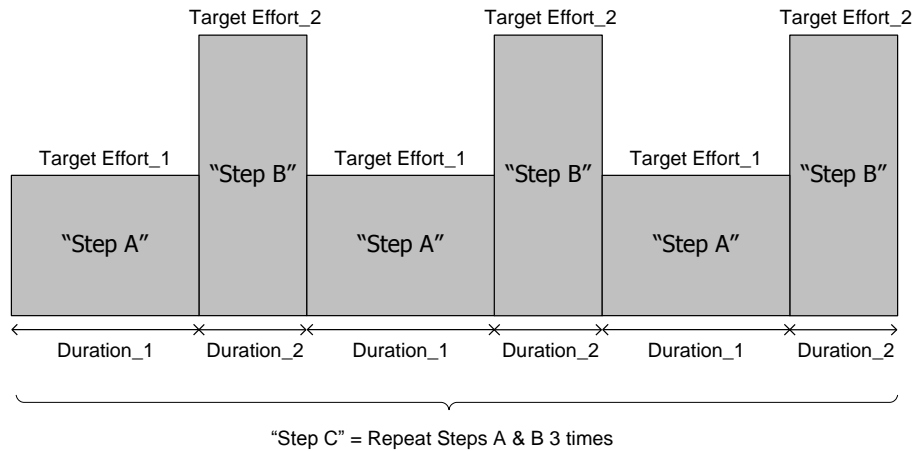 Target Effort_2
Target Effort_2
Target Effort_2
Target Effort_1
“Step B”
Target Effort_1
“Step B”
Target Effort_1
“Step B”
“Step A”
“Step A”
“Step A”
Duration_1
Duration_2
Duration_1
Duration_2
Duration_1
Duration_2
“Step C” = Repeat Steps A & B 3 times